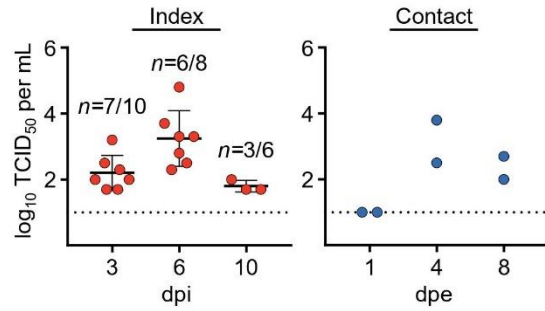 Index
Contact
n=7/10
n=6/8
n=3/6
log10 TCID50 per mL
6
4
2
3
6
10
dpi
6
4
2
1
4
8
dpe